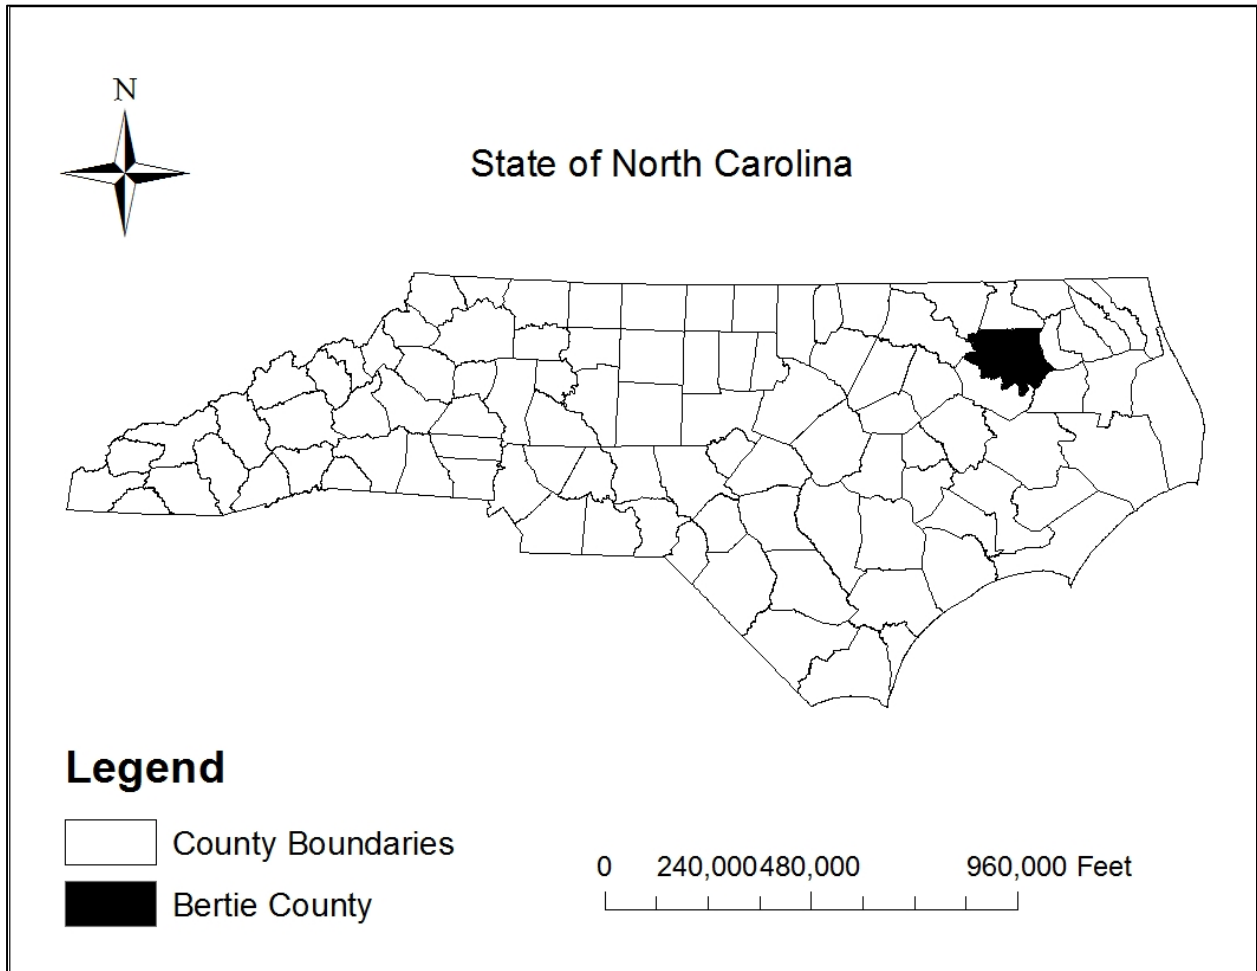 N
State of North Carolina
Legend
County Boundaries
Bertie County
0 240,000480,000 960,000 Feet